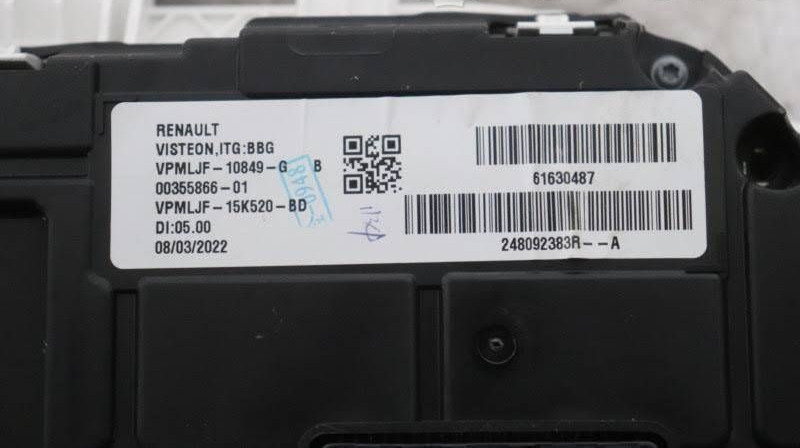 RENAULT
VISTEON,ITG:BBG
VPMLJF-10849-G B
00355866-01
VPMLJF-15K520-BD
DI:05.00
08/03/2022
61630487
248092383R--A